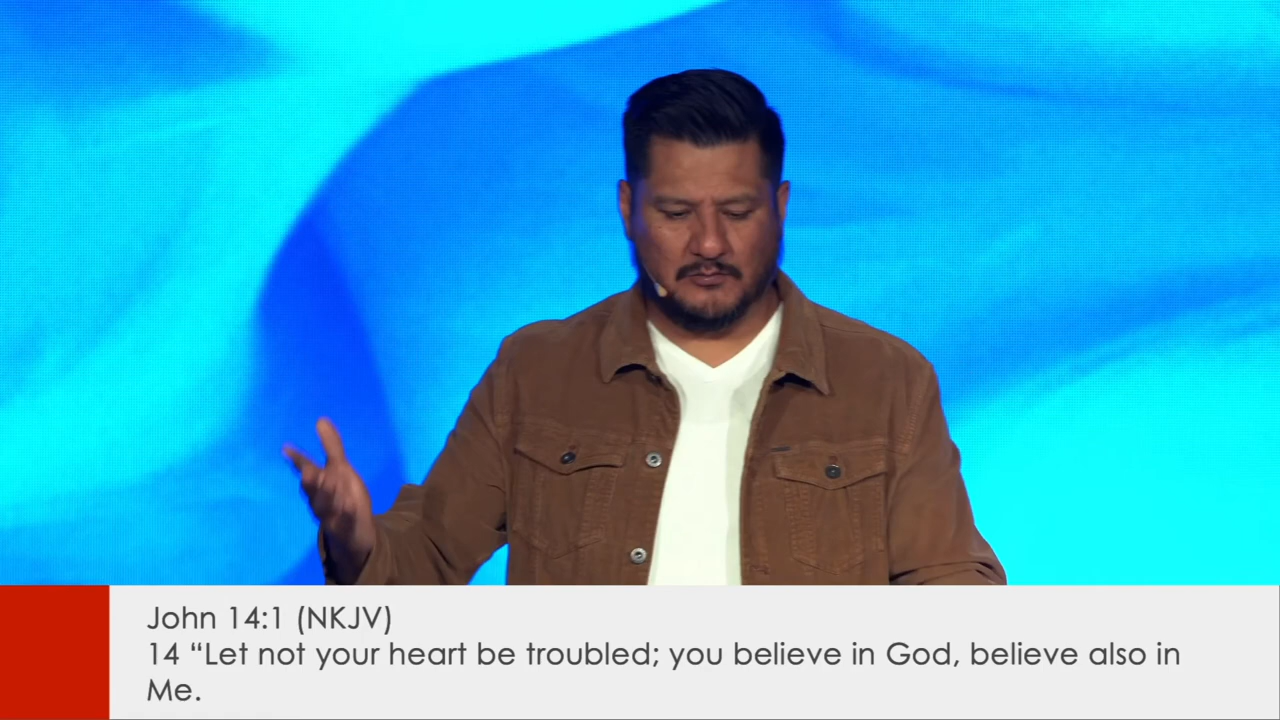 John 14:1 (NKJV)
14 “Let not your heart be troubled; you believe in God, believe also in
Me.